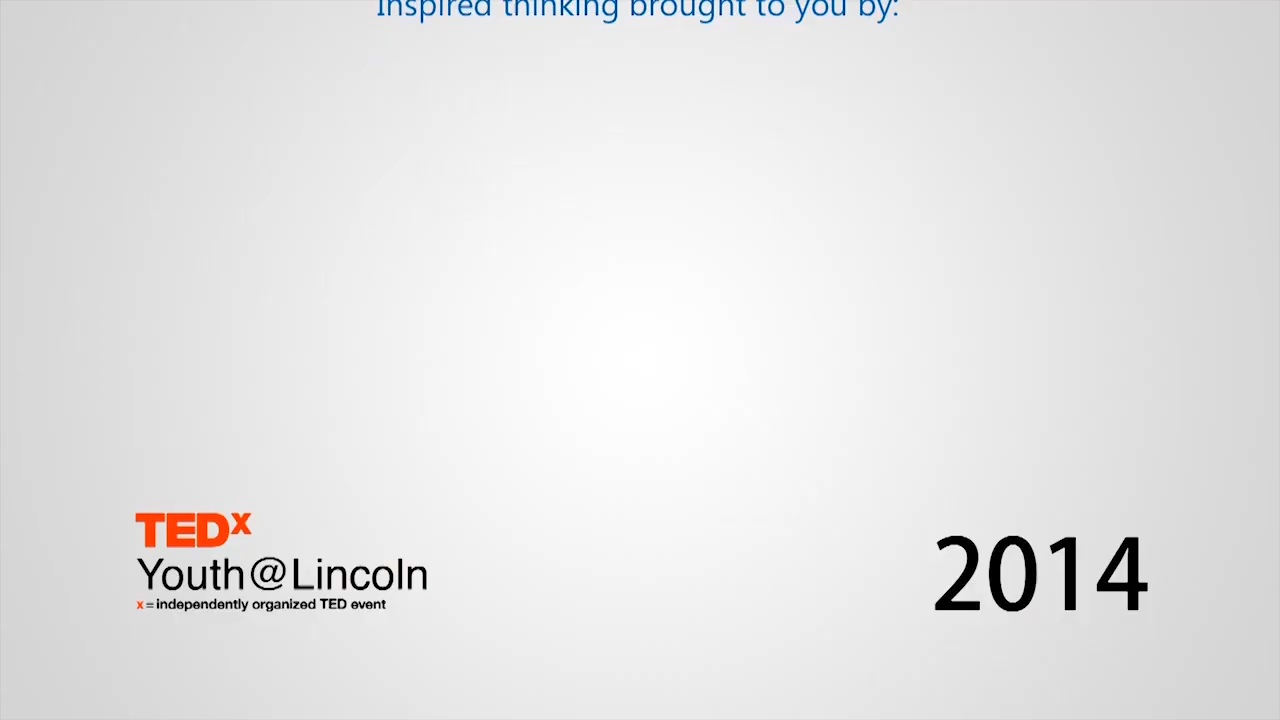 Inspired thinking brought to you by:
TEDx
Youth@Lincoln
x = independently organized TED event
2014